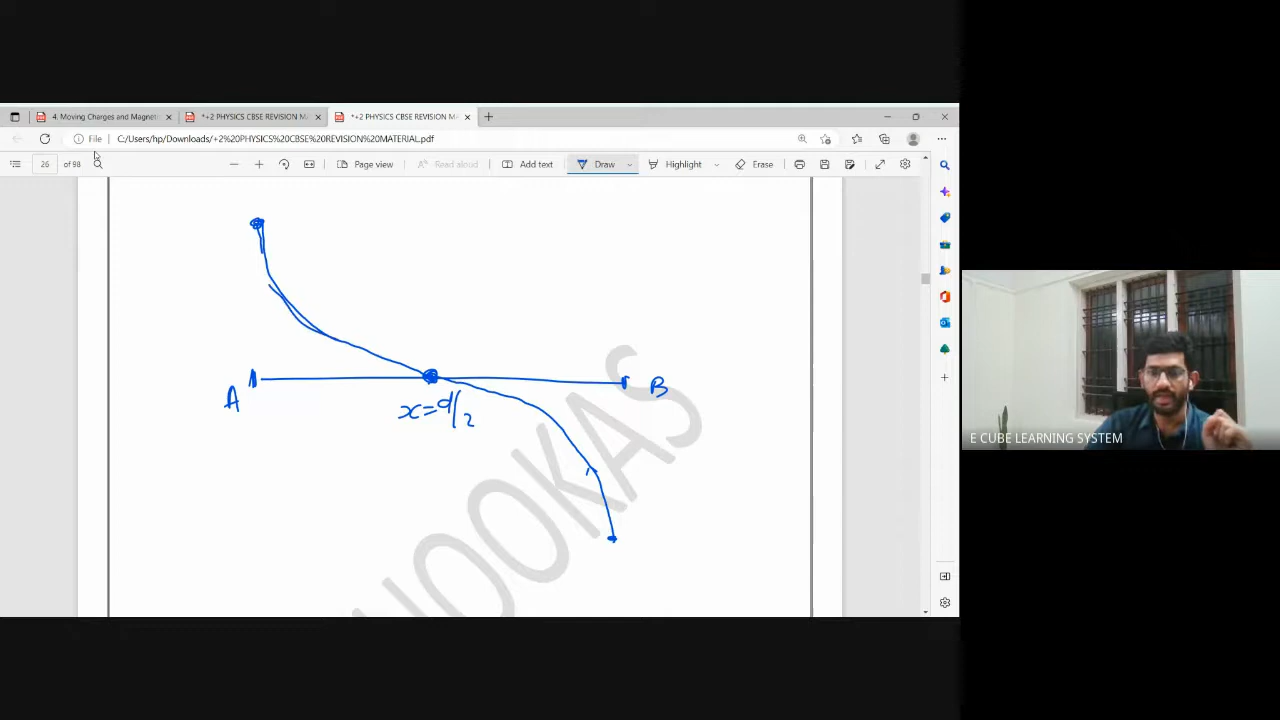 4. Moving Charges and Magnet
*+2 PHYSICS CBSE REVISION M
*+2 PHYSICS CBSE REVISION M
File
C:/Users/hp/Downloads/+2%20PHYSICS%20CBSE%20REVISION%20MATERIAL.pdf
26 of 98
Page view
Read aloud
Add text
Draw
Highlight
Erase
A
B
x=d/2
NOOKAS
E CUBE LEARNING SYSTEM